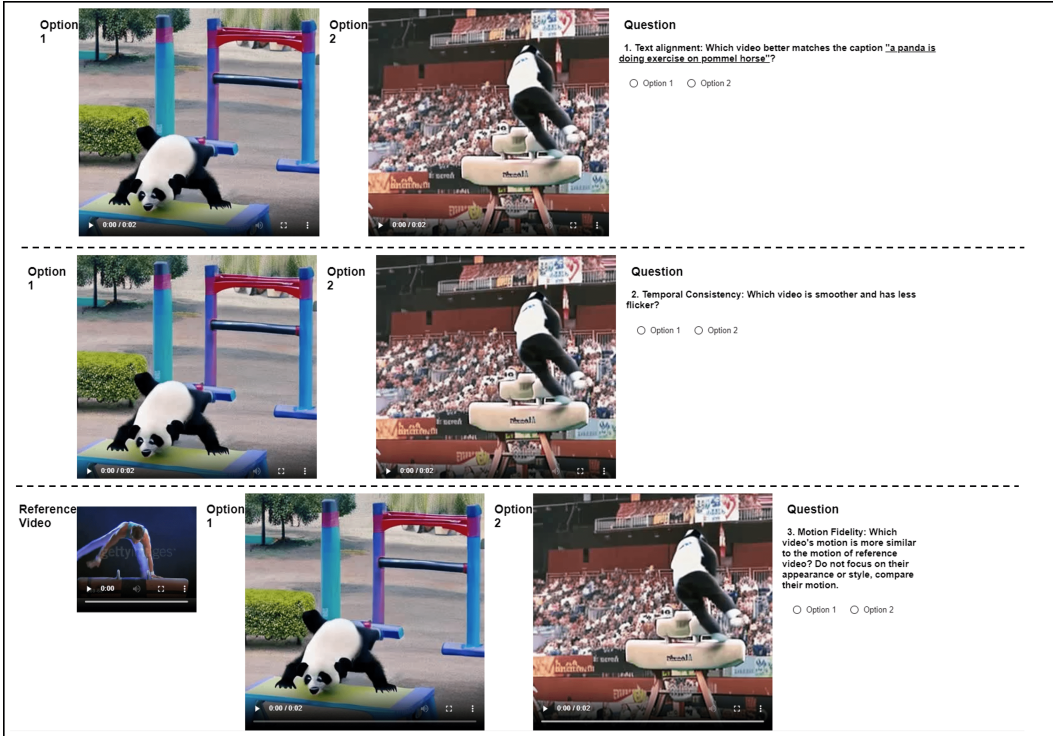 Option
1
Option
2
Question
1. Text alignment: Which video better matches the caption "a panda is
doing exercise on pommel horse"?
Option 1
Option 2
0:00 / 0:02
0:00 / 0:02
Option
1
Option
2
Question
2. Temporal Consistency: Which video is smoother and has less
flicker?
Option 1
Option 2
0:00 / 0:02
0:00 / 0:02
Reference
Video
Option
1
Option
2
Question
3. Motion Fidelity: Which
video's motion is more similar
to the motion of reference
video? Do not focus on their
appearance or style, compare
their motion.
Option 1
Option 2
gettyimages
0:00
0:00 / 0:02
0:00 / 0:02